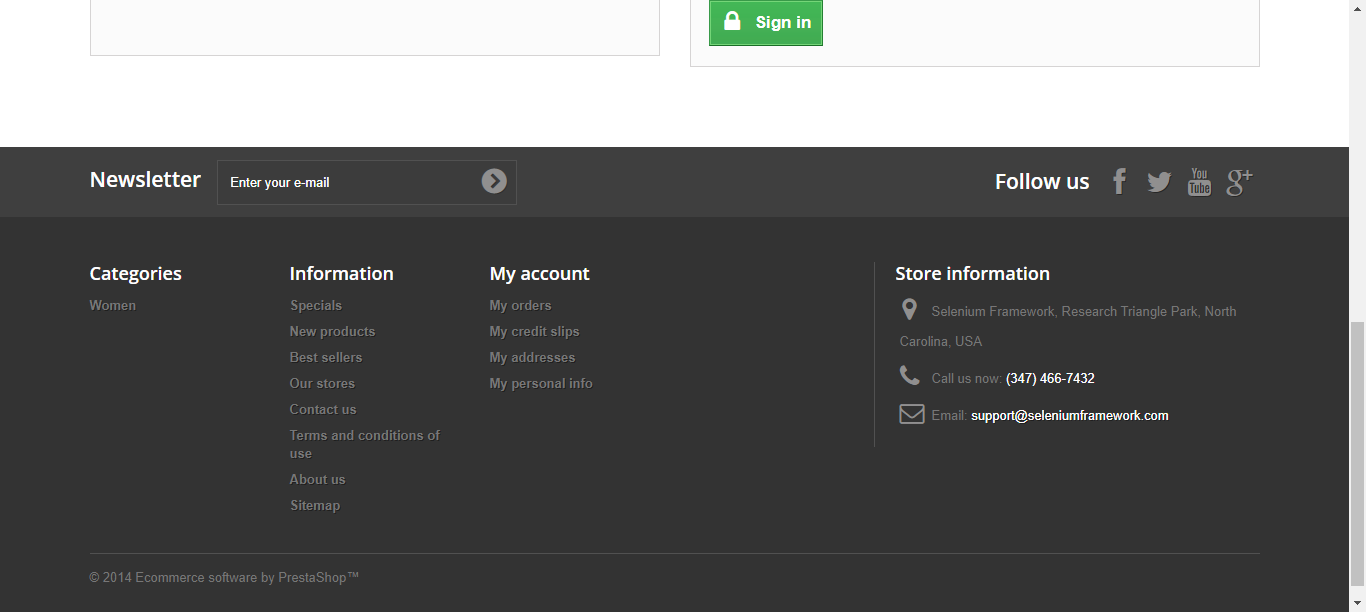 Sign in
Newsletter
Enter your e-mail
Follow us
You
Tube
g+
Categories
Women
Information
Specials
New products
Best sellers
Our stores
Contact us
Terms and conditions of
use
About us
Sitemap
My account
My orders
My credit slips
My addresses
My personal info
Store information
Selenium Framework, Research Triangle Park, North
Carolina, USA
Call us now: (347) 466-7432
Email: support@seleniumframework.com
© 2014 Ecommerce software by PrestaShop™